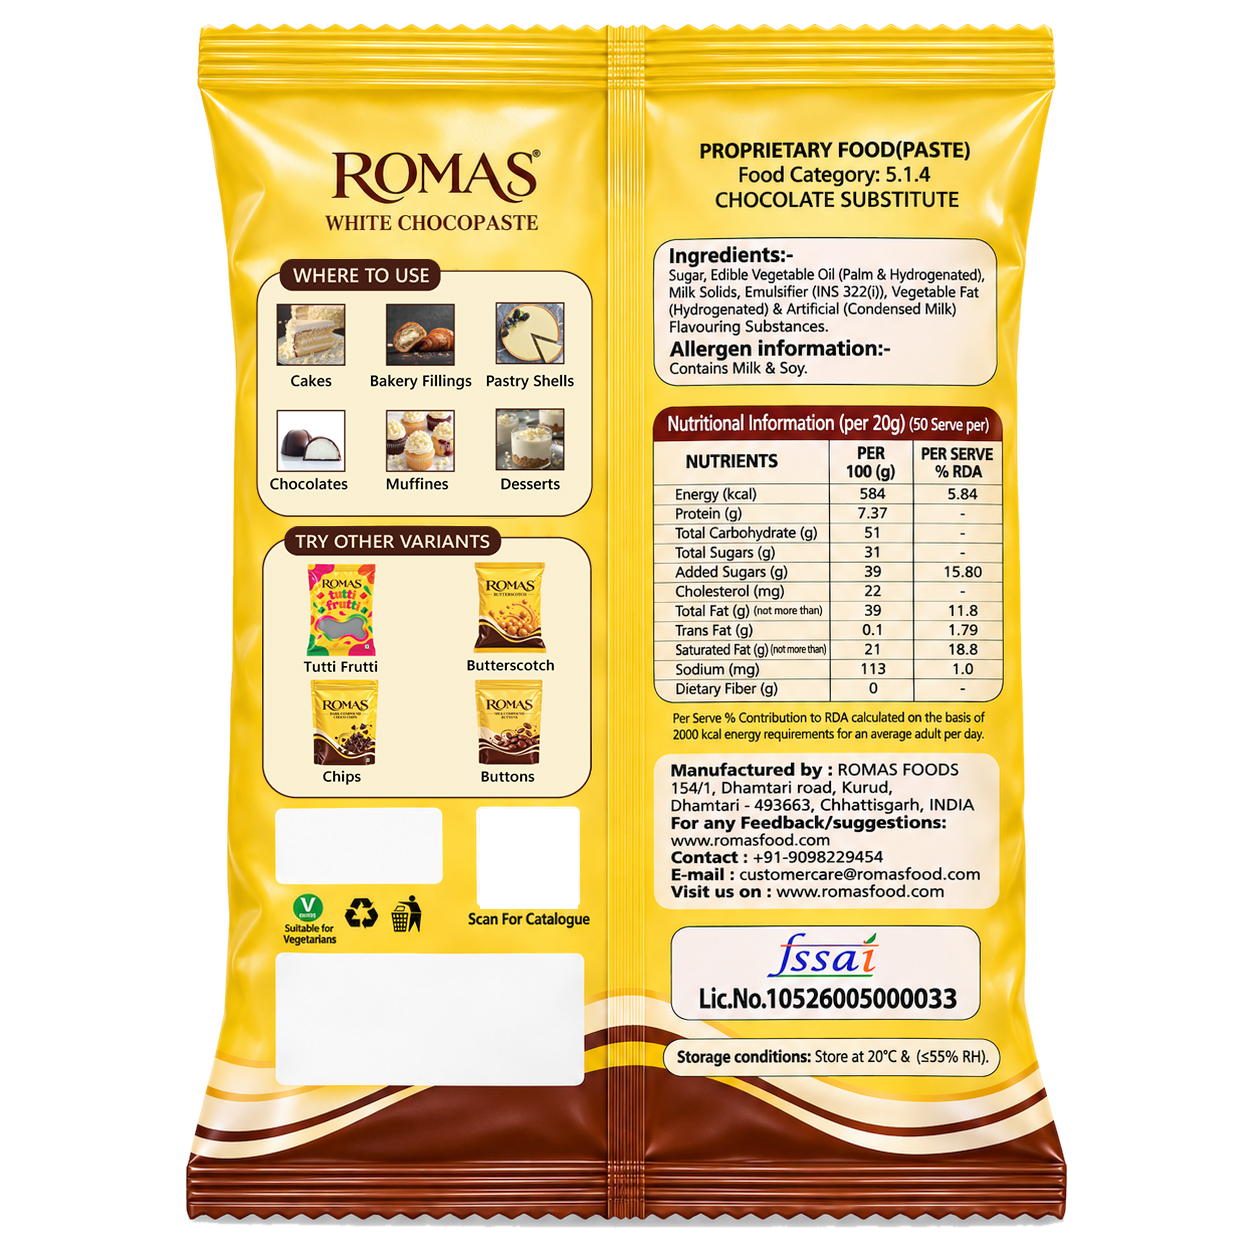 ROMAS®
WHITE CHOCOPASTE
WHERE TO USE
Cakes
Bakery Fillings
Pastry Shells
Chocolates
Muffines
Desserts
TRY OTHER VARIANTS
ROMAS
tutti
frutti
Tutti Frutti
ROMAS
BUTTERSCOTCH
Butterscotch
ROMAS
DARK COMPOUND
CHOCO CHIPS
Chips
ROMAS
BUTTONS
Buttons
V
Suitable for
Vegetarians
Scan For Catalogue
PROPRIETARY FOOD(PASTE)
Food Category: 5.1.4
CHOCOLATE SUBSTITUTE
Ingredients:-
Sugar, Edible Vegetable Oil (Palm & Hydrogenated),
Milk Solids, Emulsifier (INS 322(i)), Vegetable Fat
(Hydrogenated) & Artificial (Condensed Milk)
Flavouring Substances.
Allergen information:-
Contains Milk & Soy.
Nutritional Information (per 20g) (50 Serve per)
NUTRIENTS PER 100 (g) PER SERVE % RDA
Energy (kcal) 584 5.84
Protein (g) 7.37 -
Total Carbohydrate (g) 51 -
Total Sugars (g) 31 -
Added Sugars (g) 39 15.80
Cholesterol (mg) 22 -
Total Fat (g) (not more than) 39 11.8
Trans Fat (g) 0.1 1.79
Saturated Fat (g) (not more than) 21 18.8
Sodium (mg) 113 1.0
Dietary Fiber (g) 0 -
Per Serve % Contribution to RDA calculated on the basis of
2000 kcal energy requirements for an average adult per day.
Manufactured by : ROMAS FOODS
154/1, Dhamtari road, Kurud,
Dhamtari - 493663, Chhattisgarh, INDIA
For any Feedback/suggestions:
www.romasfood.com
Contact : +91-9098229454
E-mail : customercare@romasfood.com
Visit us on : www.romasfood.com
fssai
Lic.No.10526005000033
Storage conditions: Store at 20°C & (≤55% RH).